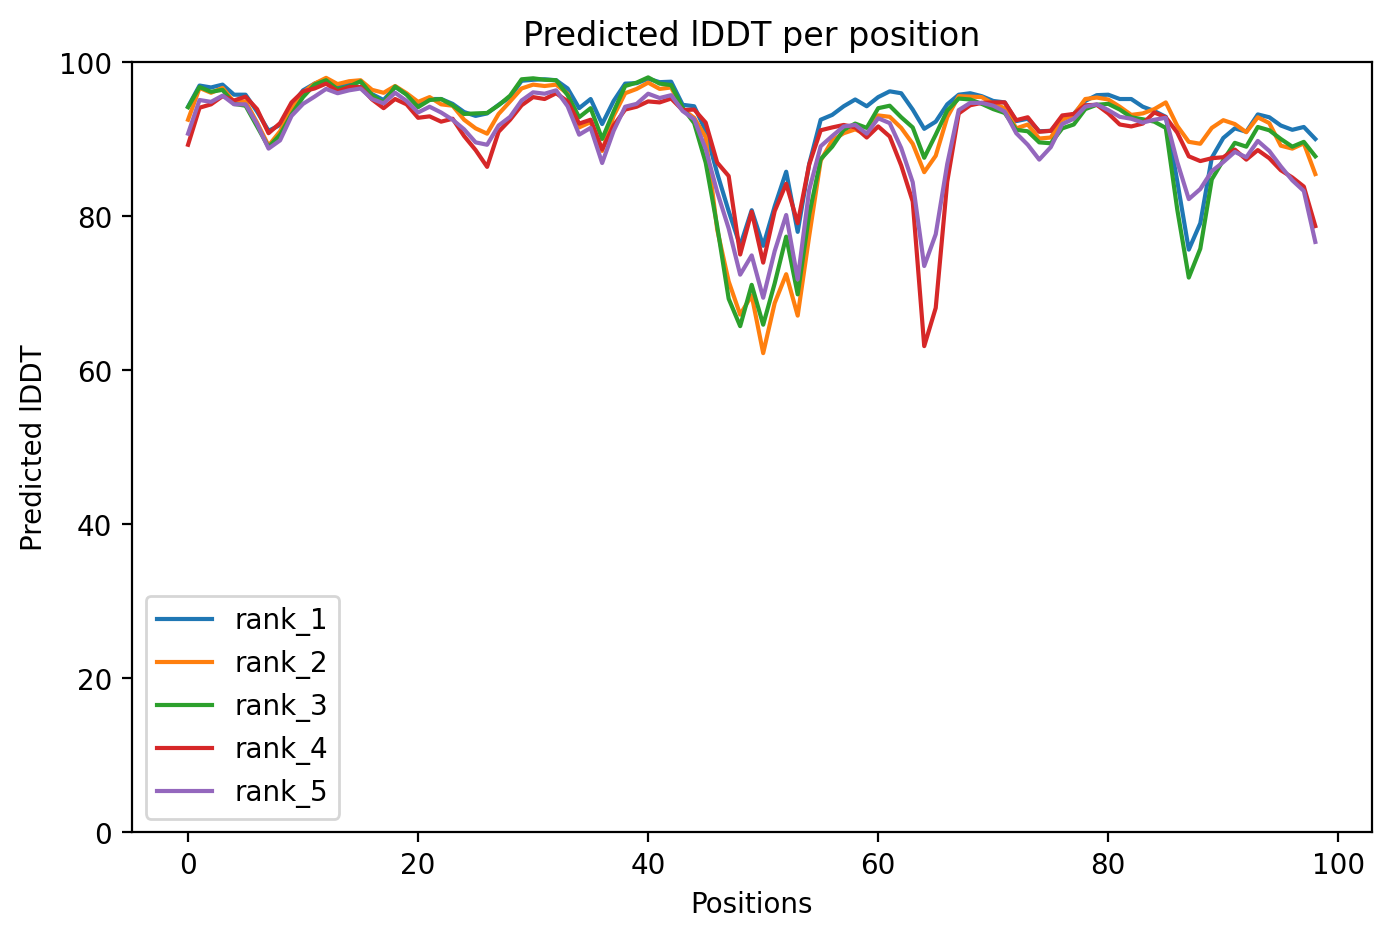 Predicted lDDT per position
Predicted lDDT
100
80
60
40
20
0
rank_1
rank_2
rank_3
rank_4
rank_5
0 20 40 60 80 100
Positions